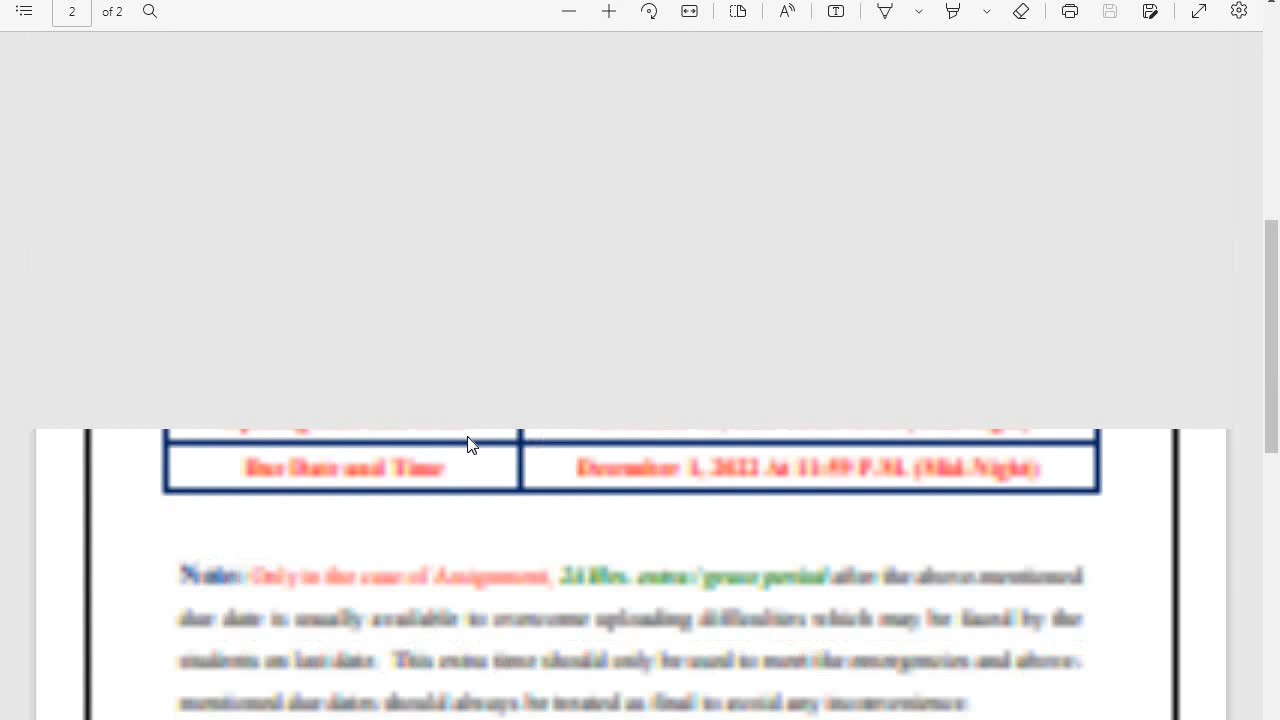 2 of 2
Due Date and Time December 1, 2022 At 11:59 P.M. (Mid-Night)
Note: Only in the case of Assignment, 24 Hrs. extra / grace period after the above mentioned
due date is usually available to overcome uploading difficulties which may be faced by the
students on last date. This extra time should only be used to meet the emergencies and above-
mentioned due dates should always be treated as final to avoid any inconvenience.